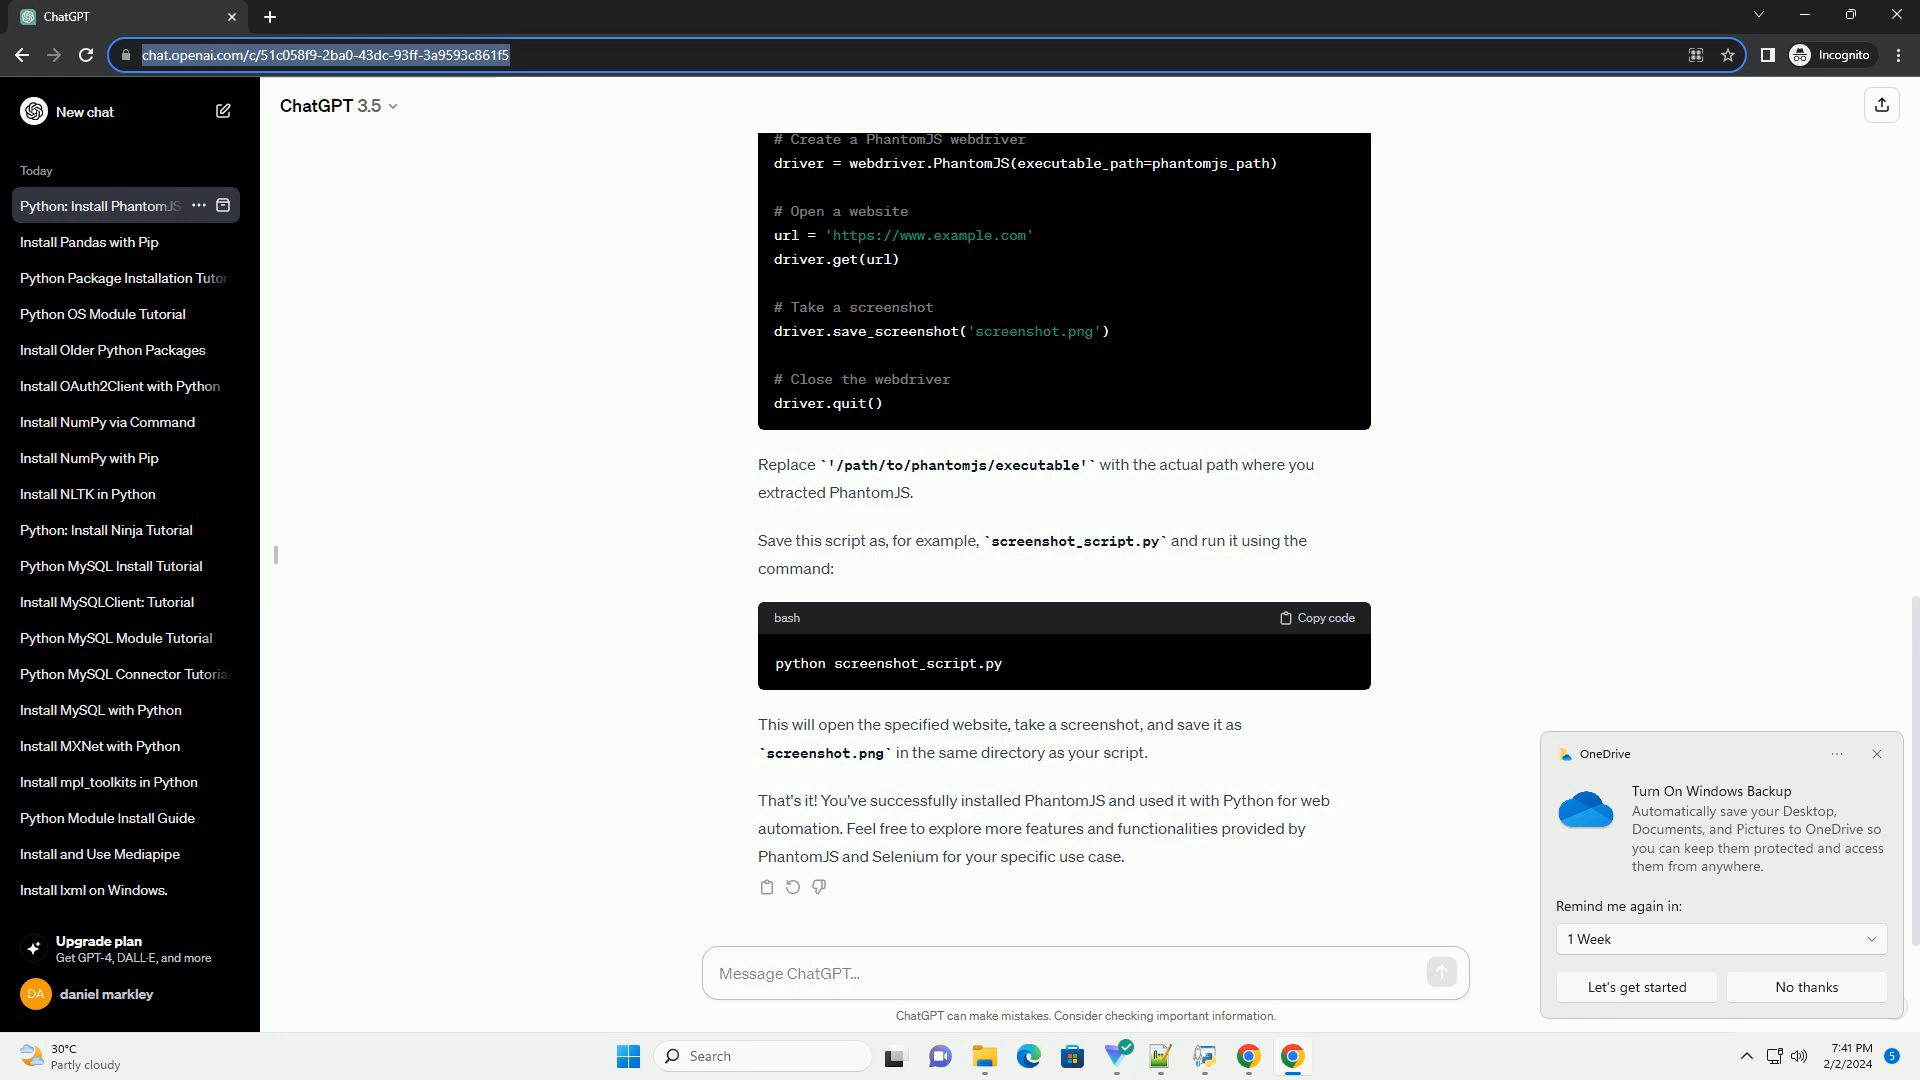 ChatGPT
chat.openai.com/c/51c058f9-2ba0-43dc-93ff-3a9593c861f5
Incognito
New chat
ChatGPT 3.5
Today
Python: Install PhantomJS
Install Pandas with Pip
Python Package Installation Tutor
Python OS Module Tutorial
Install Older Python Packages
Install OAuth2Client with Python
Install NumPy via Command
Install NumPy with Pip
Install NLTK in Python
Python: Install Ninja Tutorial
Python MySQL Install Tutorial
Install MySQLClient: Tutorial
Python MySQL Module Tutorial
Python MySQL Connector Tutorial
Install MySQL with Python
Install MXNet with Python
Install mpl_toolkits in Python
Python Module Install Guide
Install and Use Mediapipe
Install lxml on Windows.
Upgrade plan
Get GPT-4, DALL·E, and more
DA
daniel markley
# Create a PhantomJS webdriver
driver = webdriver.PhantomJS(executable_path=phantomjs_path)
# Open a website
url = 'https://www.example.com'
driver.get(url)
# Take a screenshot
driver.save_screenshot('screenshot.png')
# Close the webdriver
driver.quit()
Replace `'/path/to/phantomjs/executable'` with the actual path where you
extracted PhantomJS.
Save this script as, for example, `screenshot_script.py` and run it using the
command:
bash
Copy code
python screenshot_script.py
This will open the specified website, take a screenshot, and save it as
`screenshot.png` in the same directory as your script.
That's it! You've successfully installed PhantomJS and used it with Python for web
automation. Feel free to explore more features and functionalities provided by
PhantomJS and Selenium for your specific use case.
Message ChatGPT...
ChatGPT can make mistakes. Consider checking important information.
OneDrive
Turn On Windows Backup
Automatically save your Desktop,
Documents, and Pictures to OneDrive so
you can keep them protected and access
them from anywhere.
Remind me again in:
1 Week
Let's get started
No thanks
30°C
Partly cloudy
Search
7:41 PM
2/2/2024
5